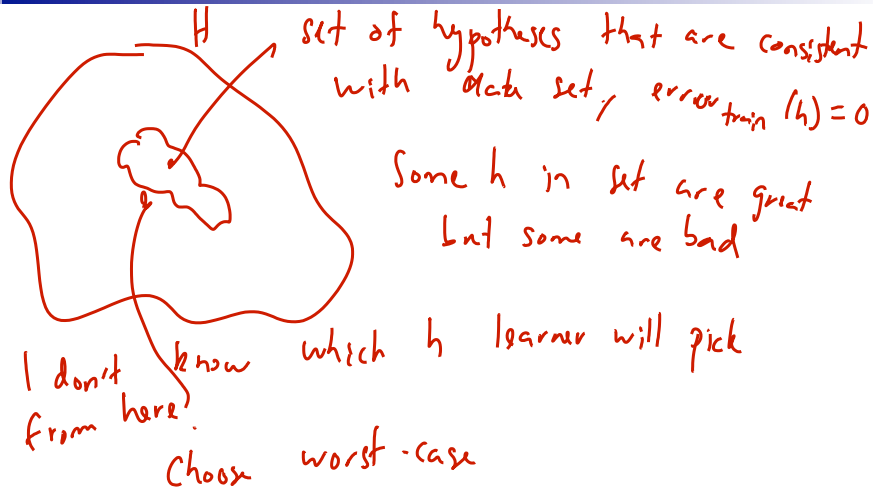 H
set of hypotheses that are consistent
with data set, error train (h) = 0
Some h in set are great
but some are bad
I don't know which h learner will pick
from here!
Choose worst-case